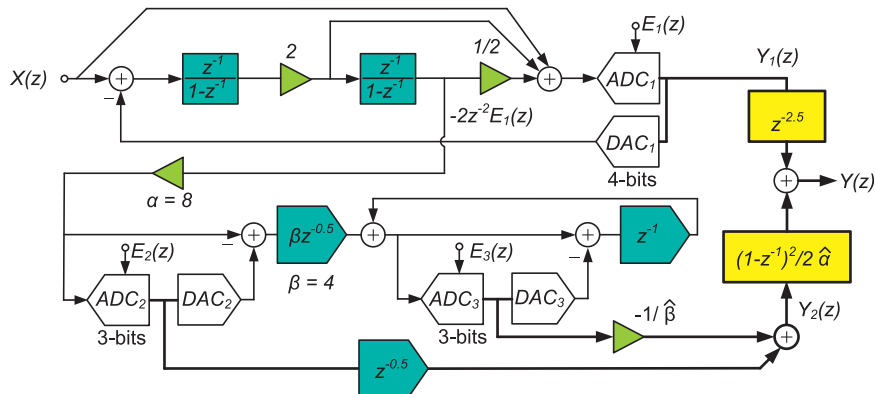 E₁(z)
2
1/2
Y₁(z)
X(z)
z⁻¹
1-z⁻¹
z⁻¹
1-z⁻¹
ADC₁
-2z⁻²E₁(z)
z⁻²·⁵
DAC₁
4-bits
Y(z)
α = 8
E₂(z)
βz⁻⁰·⁵
β = 4
E₃(z)
z⁻¹
(1-z⁻¹)²/2 α̂
ADC₂
DAC₂
ADC₃
DAC₃
3-bits
3-bits
-1/ β̂
Y₂(z)
z⁻⁰·⁵